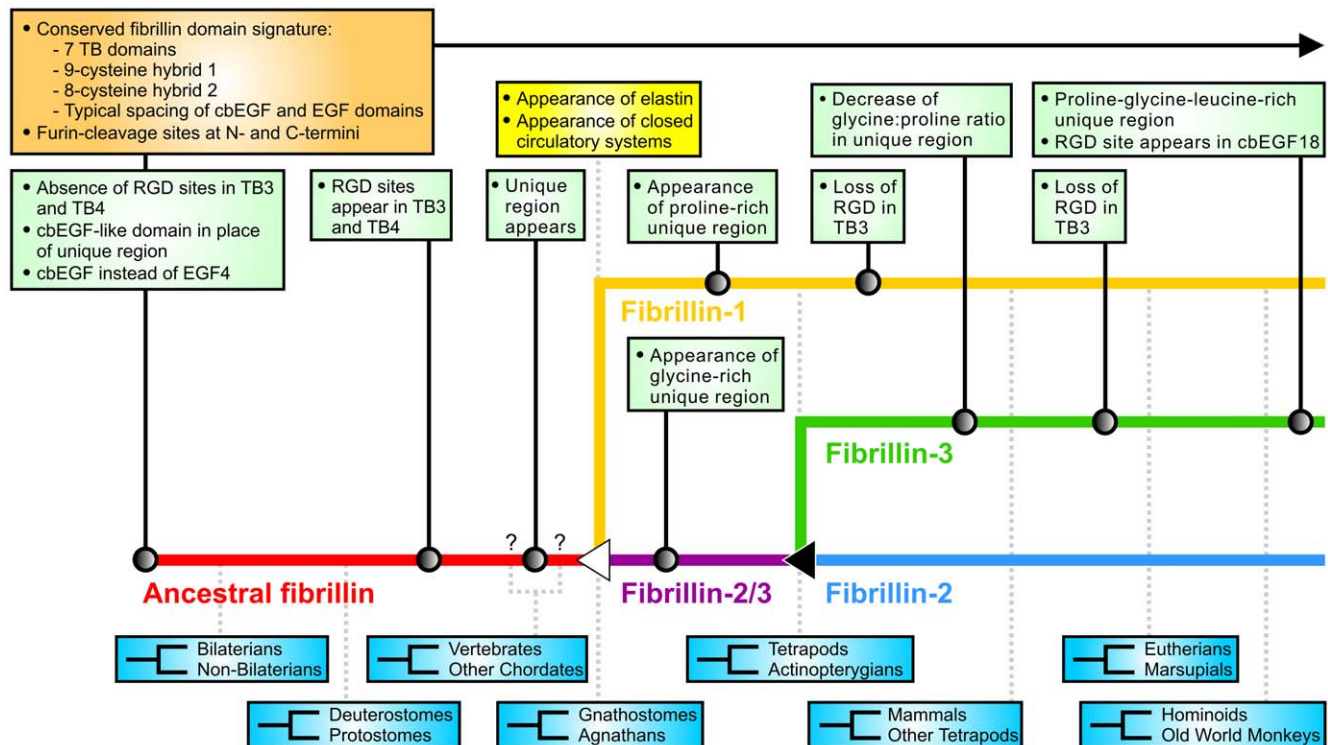 • Conserved fibrillin domain signature:
- 7 TB domains
- 9-cysteine hybrid 1
- 8-cysteine hybrid 2
- Typical spacing of cbEGF and EGF domains
• Furin-cleavage sites at N- and C-termini
• Appearance of elastin
• Appearance of closed
circulatory systems
• Decrease of
glycine:proline ratio
in unique region
• Proline-glycine-leucine-rich
unique region
• RGD site appears in cbEGF18
• Absence of RGD sites in TB3
and TB4
• cbEGF-like domain in place
of unique region
• cbEGF instead of EGF4
• RGD sites
appear in TB3
and TB4
• Unique
region
appears
• Appearance
of proline-rich
unique region
• Loss of
RGD in
TB3
• Loss of
RGD in
TB3
Fibrillin-1
• Appearance of
glycine-rich
unique region
Fibrillin-3
? ?
Ancestral fibrillin
Fibrillin-2/3
Fibrillin-2
Bilaterians
Non-Bilaterians
Vertebrates
Other Chordates
Tetrapods
Actinopterygians
Eutherians
Marsupials
Deuterostomes
Protostomes
Gnathostomes
Agnathans
Mammals
Other Tetrapods
Hominoids
Old World Monkeys